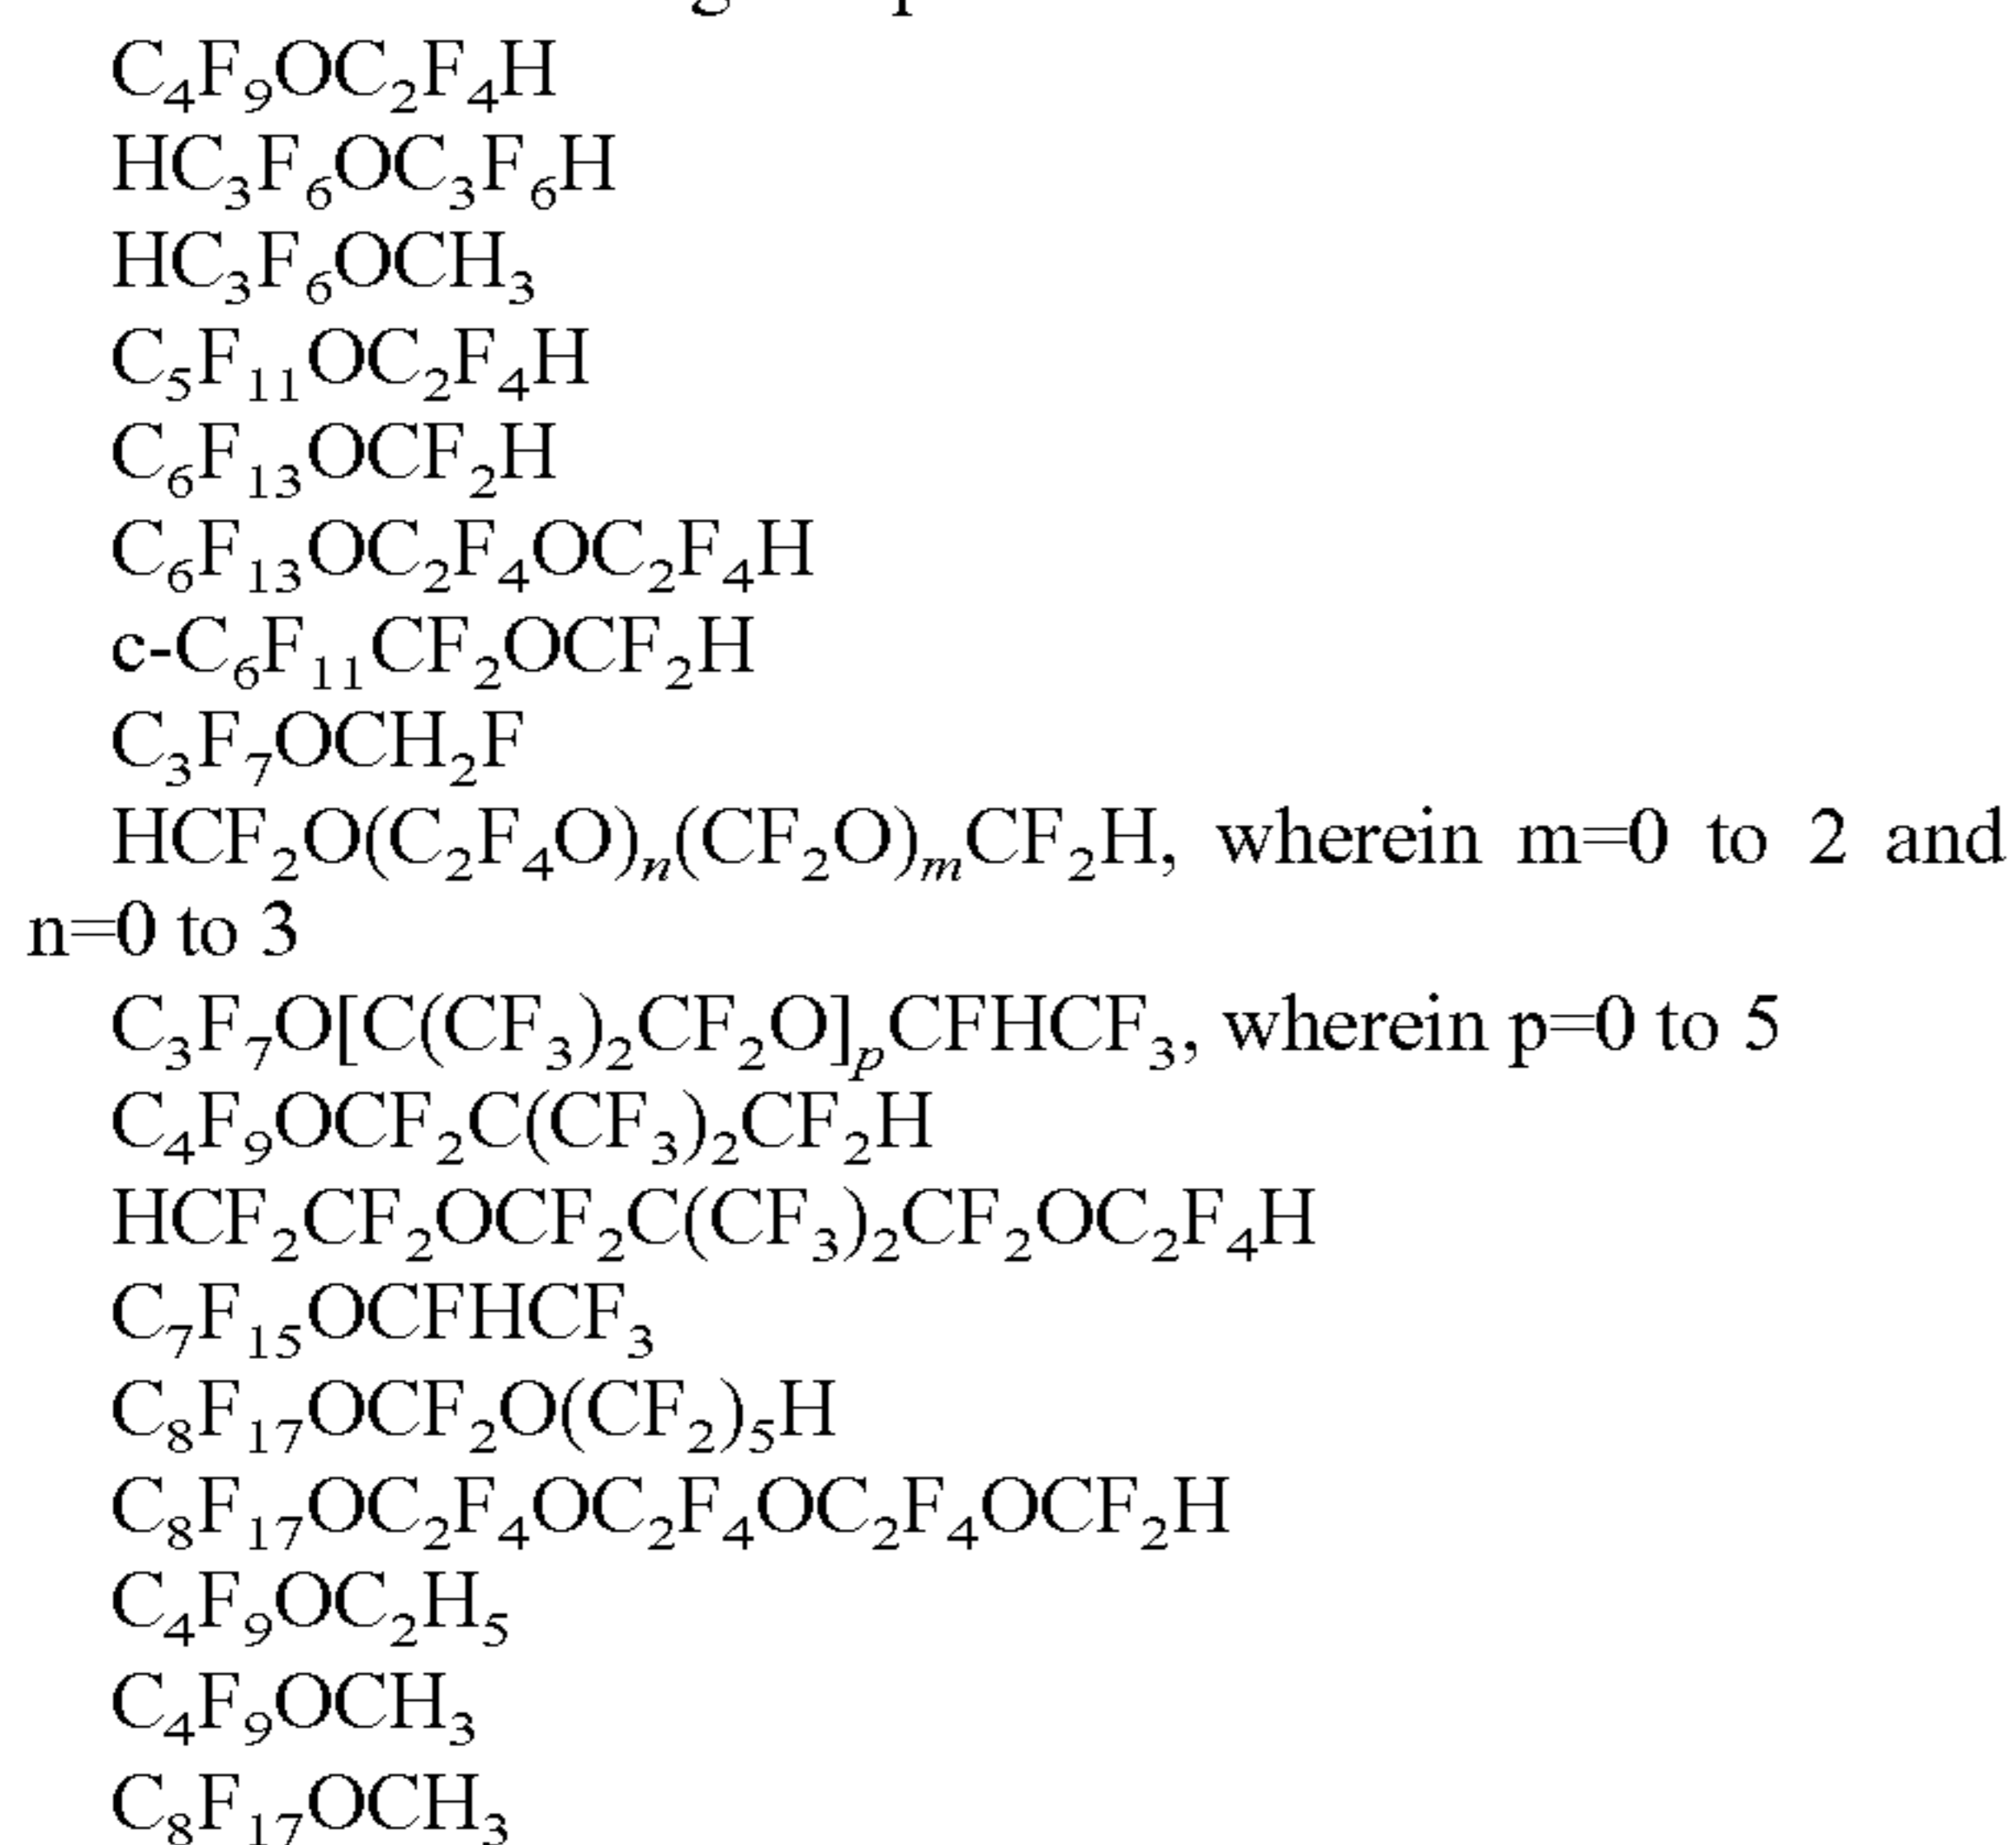 C₄F₉OC₂F₄H
HC₃F₆OC₃F₆H
HC₃F₆OCH₃
C₅F₁₁OC₂F₄H
C₆F₁₃OCF₂H
C₆F₁₃OC₂F₄OC₂F₄H
c-C₆F₁₁CF₂OCF₂H
C₃F₇OCH₂F
HCF₂O(C₂F₄O)ₙ(CF₂O)ₘCF₂H, wherein m=0 to 2 and
n=0 to 3
C₃F₇O[C(CF₃)₂CF₂O]ₚCFHCF₃, wherein p=0 to 5
C₄F₉OCF₂C(CF₃)₂CF₂H
HCF₂CF₂OCF₂C(CF₃)₂CF₂OC₂F₄H
C₇F₁₅OCFHCF₃
C₈F₁₇OCF₂O(CF₂)₅H
C₈F₁₇OC₂F₄OC₂F₄OC₂F₄OCF₂H
C₄F₉OC₂H₅
C₄F₉OCH₃
C₈F₁₇OCH₃